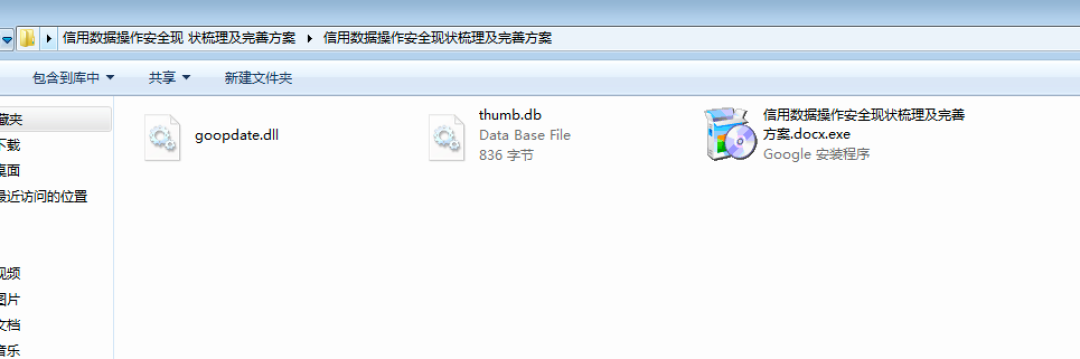 信用数据操作安全现 状梳理及完善方案 信用数据操作安全现状梳理及完善方案
包含到库中 共享 新建文件夹
藏夹
下载
桌面
最近访问的位置
视频
图片
文档
音乐
goopdate.dll
thumb.db
Data Base File
836 字节
信用数据操作安全现状梳理及完善
方案.docx.exe
Google 安装程序